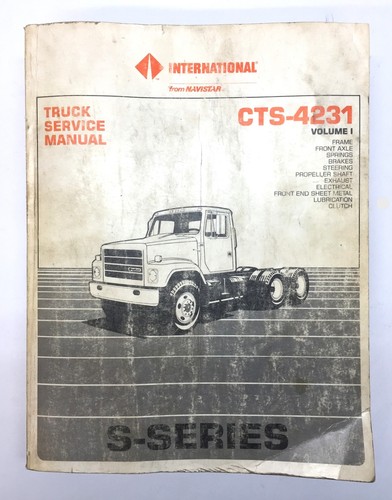 INTERNATIONAL®
from NAVISTAR
TRUCK
SERVICE
MANUAL
CTS-4231
VOLUME I
FRAME
FRONT AXLE
SPRINGS
BRAKES
STEERING
PROPELLER SHAFT
EXHAUST
ELECTRICAL
FRONT END SHEET METAL
LUBRICATION
CLUTCH
S-SERIES